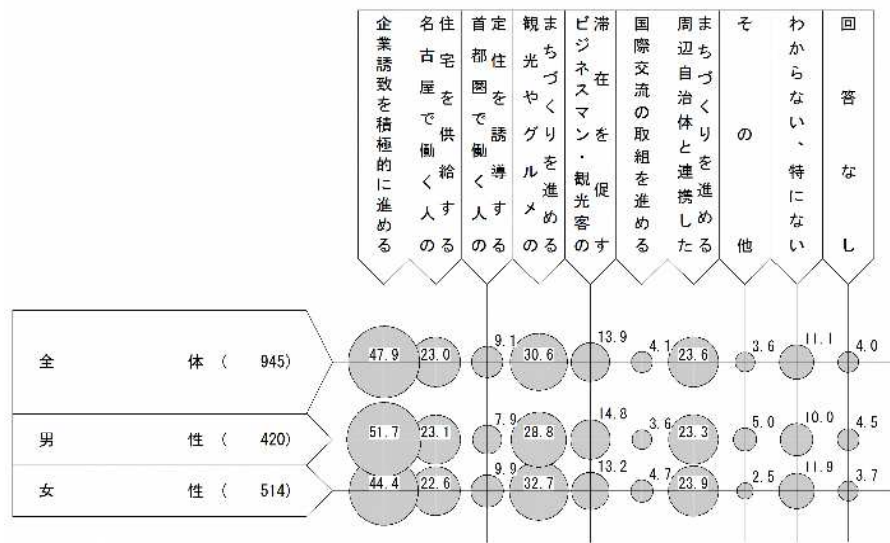 企業誘致を積極的に進める
名古屋で働く人の
住宅を供給する
首都圏で働く人の
定住を誘導する
観光やグルメの
まちづくりを進める
ビジネスマン・観光客の
滞在を促す
国際交流の取組を進める
周辺自治体と連携した
まちづくりを進める
その他
わからない、特にない
回答なし
全体(945) 47.9 23.0 9.1 30.6 13.9 4.1 23.6 3.6 11.1 4.0
男性(420) 51.7 23.1 7.9 28.8 14.8 3.6 23.3 5.0 10.0 4.5
女性(514) 44.4 22.6 9.9 32.7 13.2 4.7 23.9 2.5 11.9 3.7